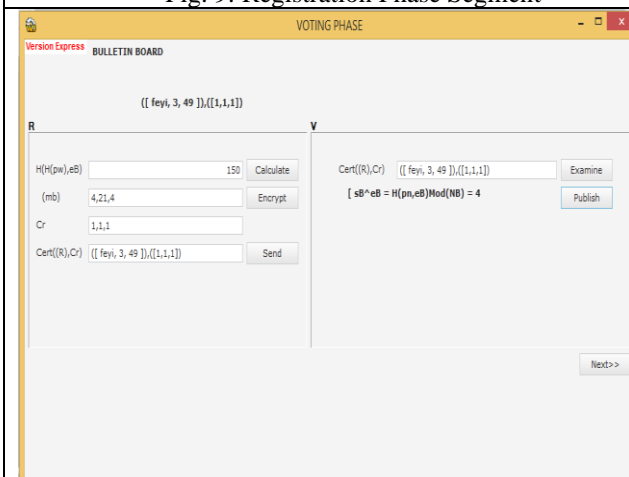 Fig. 9. Registration Phase Segment
VOTING PHASE
Version Express BULLETIN BOARD
([ feyi, 3, 49 ]),([1,1,1])
R
H(H(pw),eB) 150 Calculate
(mb) 4,21,4 Encrypt
Cr 1,1,1
Cert((R),Cr) ([ feyi, 3, 49 ]),([1,1,1]) Send
V
Cert((R),Cr) ([ feyi, 3, 49 ]),([1,1,1]) Examine
[ sB^eB = H(pn,eB)Mod(NB) = 4 Publish
Next>>